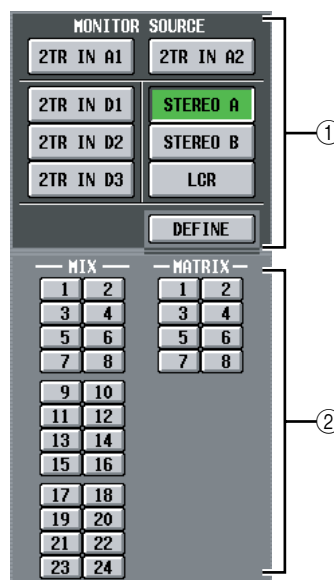 MONITOR SOURCE
2TR IN A1 2TR IN A2
2TR IN D1 STEREO A
2TR IN D2 STEREO B
2TR IN D3 LCR
DEFINE
①
MIX MATRIX
1 2 1 2
3 4 3 4
5 6 5 6
7 8 7 8
9 10
11 12
13 14
15 16
②
17 18
19 20
21 22
23 24